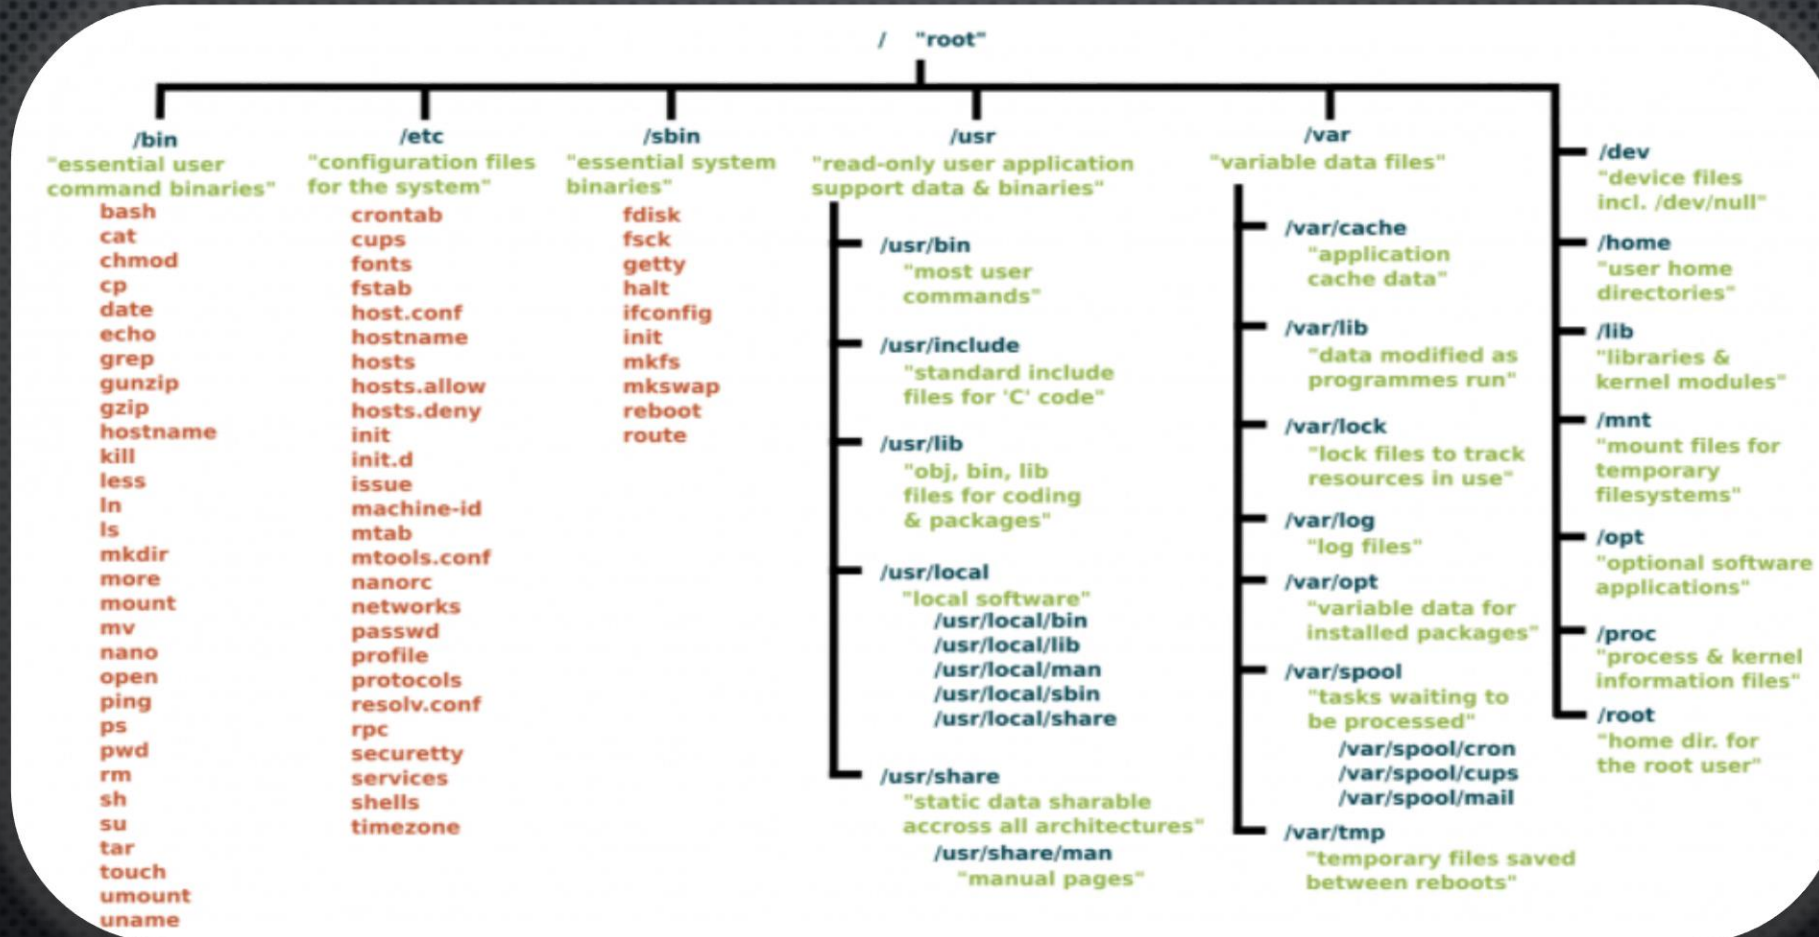 / "root"
/bin
"essential user
command binaries"
bash
cat
chmod
cp
date
echo
grep
gunzip
gzip
hostname
kill
less
ln
ls
mkdir
more
mount
mv
nano
open
ping
ps
pwd
rm
sh
su
tar
touch
umount
uname
/etc
"configuration files
for the system"
crontab
cups
fonts
fstab
host.conf
hostname
hosts
hosts.allow
hosts.deny
init
init.d
issue
machine-id
mtab
mtools.conf
nanorc
networks
passwd
profile
protocols
resolv.conf
rpc
securetty
services
shells
timezone
/sbin
"essential system
binaries"
fdisk
fsck
getty
halt
ifconfig
init
mkfs
mkswap
reboot
route
/usr
"read-only user application
support data & binaries"
/usr/bin
"most user
commands"
/usr/include
"standard include
files for 'C' code"
/usr/lib
"obj, bin, lib
files for coding
& packages"
/usr/local
"local software"
/usr/local/bin
/usr/local/lib
/usr/local/man
/usr/local/sbin
/usr/local/share
/usr/share
"static data sharable
accross all architectures"
/usr/share/man
"manual pages"
/var
"variable data files"
/var/cache
"application
cache data"
/var/lib
"data modified as
programmes run"
/var/lock
"lock files to track
resources in use"
/var/log
"log files"
/var/opt
"variable data for
installed packages"
/var/spool
"tasks waiting to
be processed"
/var/spool/cron
/var/spool/cups
/var/spool/mail
/var/tmp
"temporary files saved
between reboots"
/dev
"device files
incl. /dev/null"
/home
"user home
directories"
/lib
"libraries &
kernel modules"
/mnt
"mount files for
temporary
filesystems"
/opt
"optional software
applications"
/proc
"process & kernel
information files"
/root
"home dir. for
the root user"